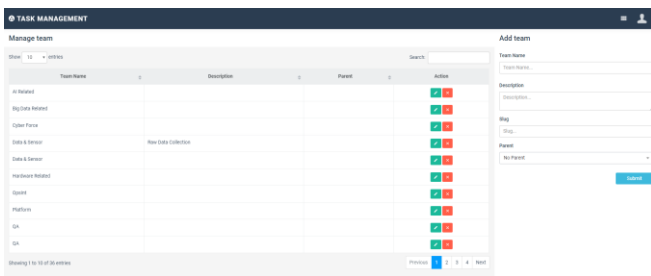 TASK MANAGEMENT
Manage team
Show 10 entries
Search:
Team Name Description Parent Action
AI Related
Big Data Related
Cyber Force
Data & Sensor Raw Data Collection
Data & Sensor
Hardware Related
OpsInt
Platform
QA
QA
Showing 1 to 10 of 36 entries
Previous 1 2 3 4 Next
Add team
Team Name
Team Name...
Description
Description...
Slug
Slug...
Parent
No Parent
Submit